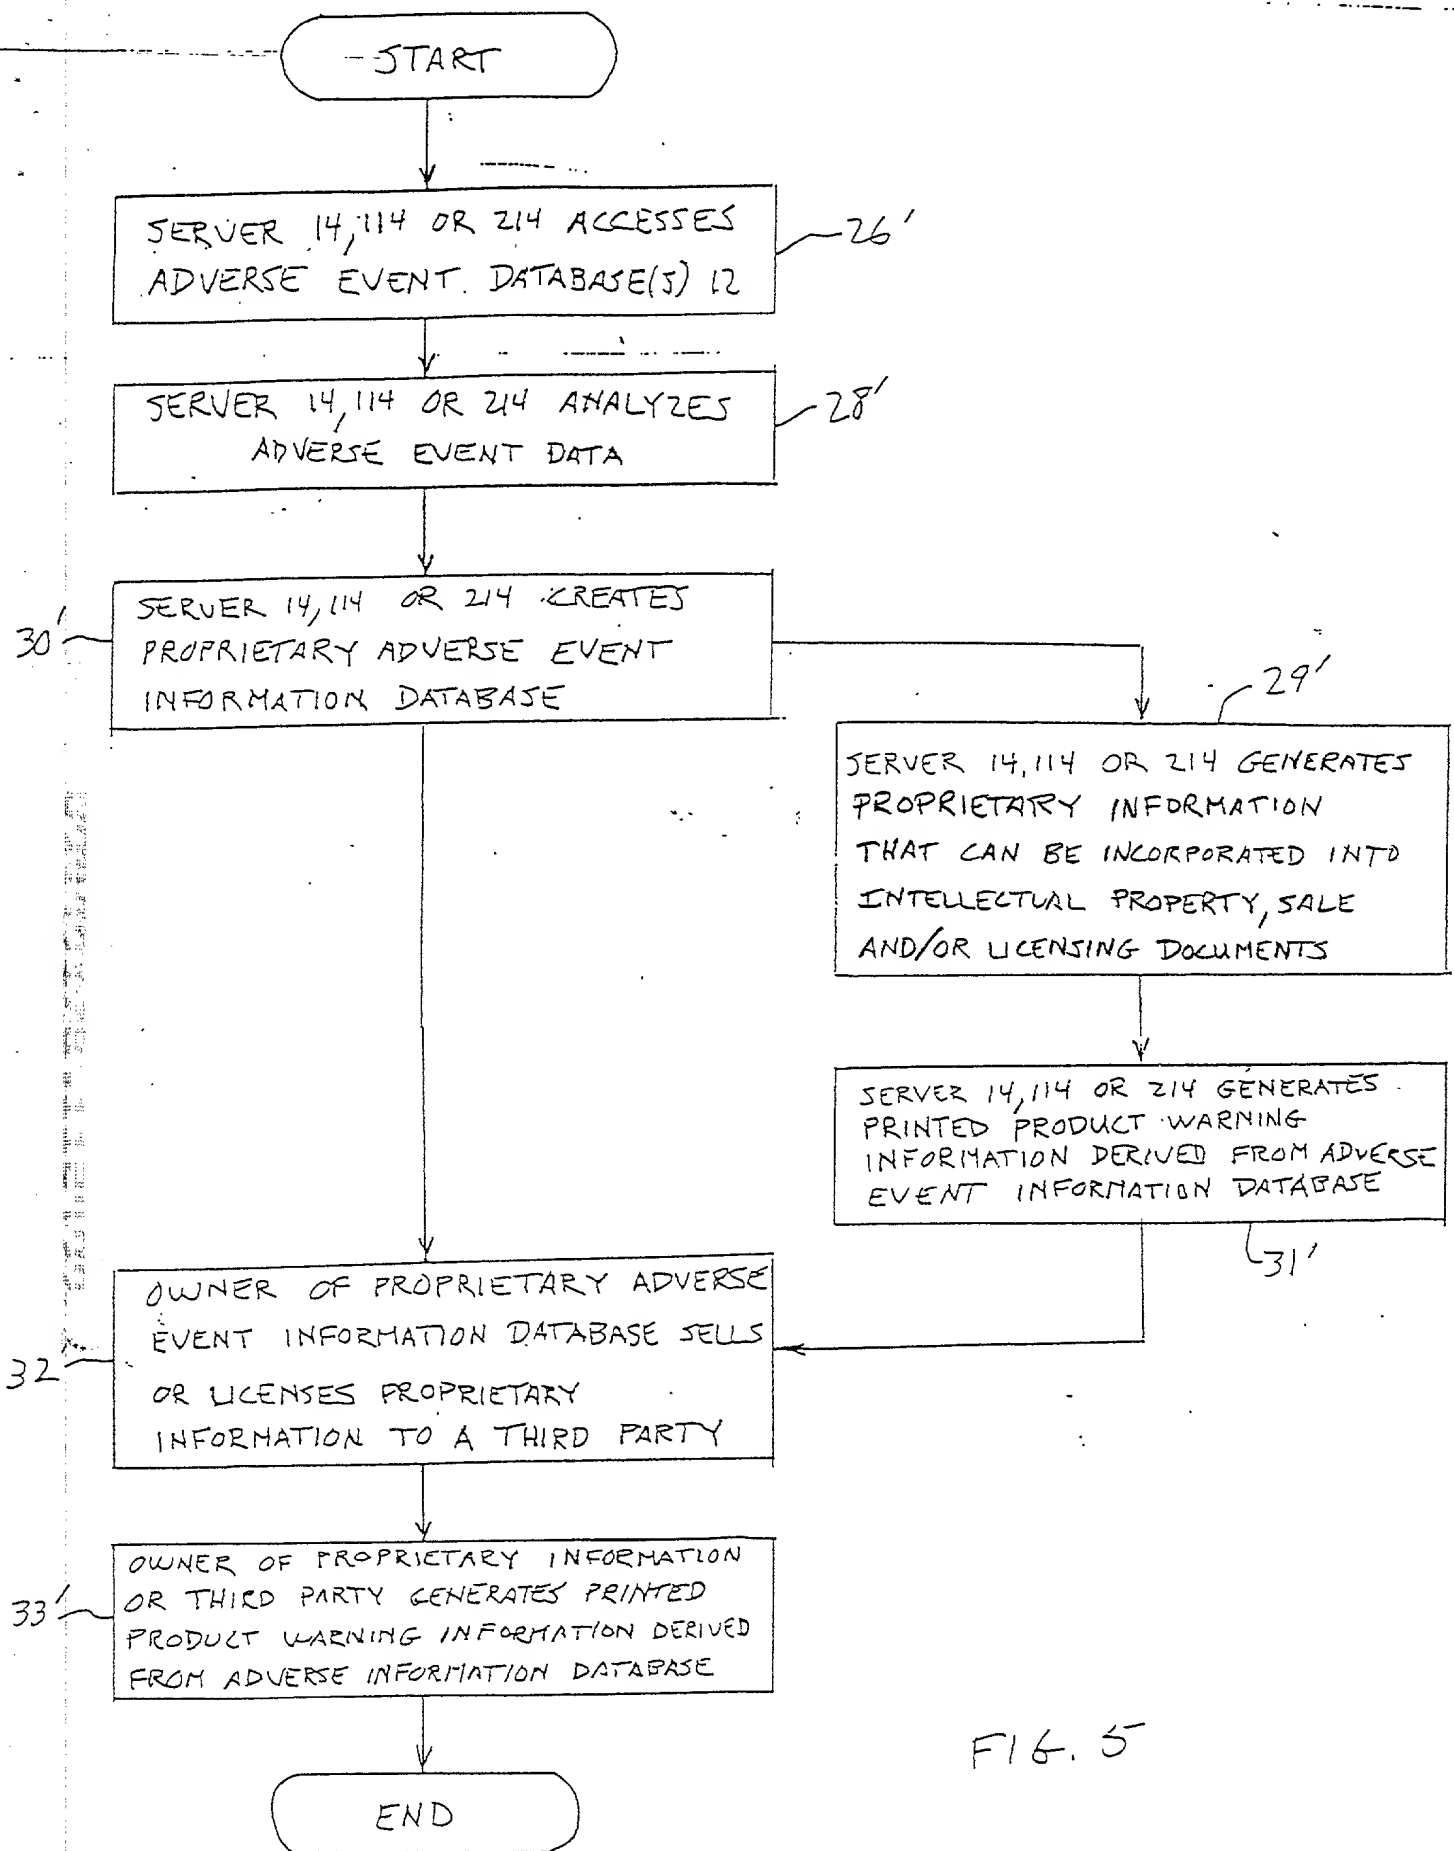 START
SERVER 14,114 OR 214 ACCESSES
ADVERSE EVENT. DATABASE(S) 12
26'
SERVER 14,114 OR 214 ANALYZES
ADVERSE EVENT DATA
28'
SERVER 14,114 OR 214 CREATES
PROPRIETARY ADVERSE EVENT
INFORMATION DATABASE
30'
29'
SERVER 14,114 OR 214 GENERATES
PROPRIETARY INFORMATION
THAT CAN BE INCORPORATED INTO
INTELLECTUAL PROPERTY, SALE
AND/OR LICENSING DOCUMENTS
SERVER 14,114 OR 214 GENERATES
PRINTED PRODUCT WARNING
INFORMATION DERIVED FROM ADVERSE
EVENT INFORMATION DATABASE
31'
OWNER OF PROPRIETARY ADVERSE
EVENT INFORMATION DATABASE SELLS
OR LICENSES PROPRIETARY
INFORMATION TO A THIRD PARTY
32
OWNER OF PROPRIETARY INFORMATION
OR THIRD PARTY GENERATES PRINTED
PRODUCT WARNING INFORMATION DERIVED
FROM ADVERSE INFORMATION DATABASE
33'
END
FIG. 5